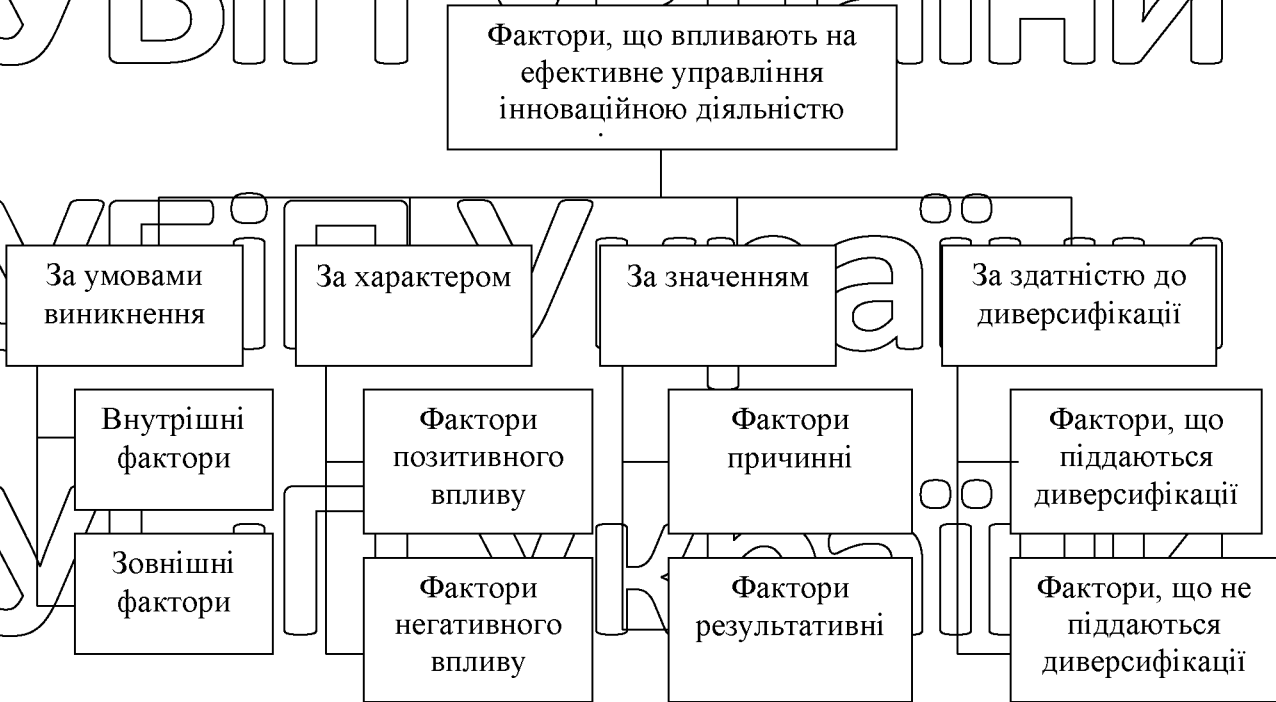 Фактори, що впливають на
ефективне управління
інноваційною діяльністю
За умовами
виникнення
За характером
За значенням
За здатністю до
диверсифікації
Внутрішні
фактори
Зовнішні
фактори
Фактори
позитивного
впливу
Фактори
негативного
впливу
Фактори
причинні
Фактори
результативні
Фактори, що
піддаються
диверсифікації
Фактори, що не
піддаються
диверсифікації